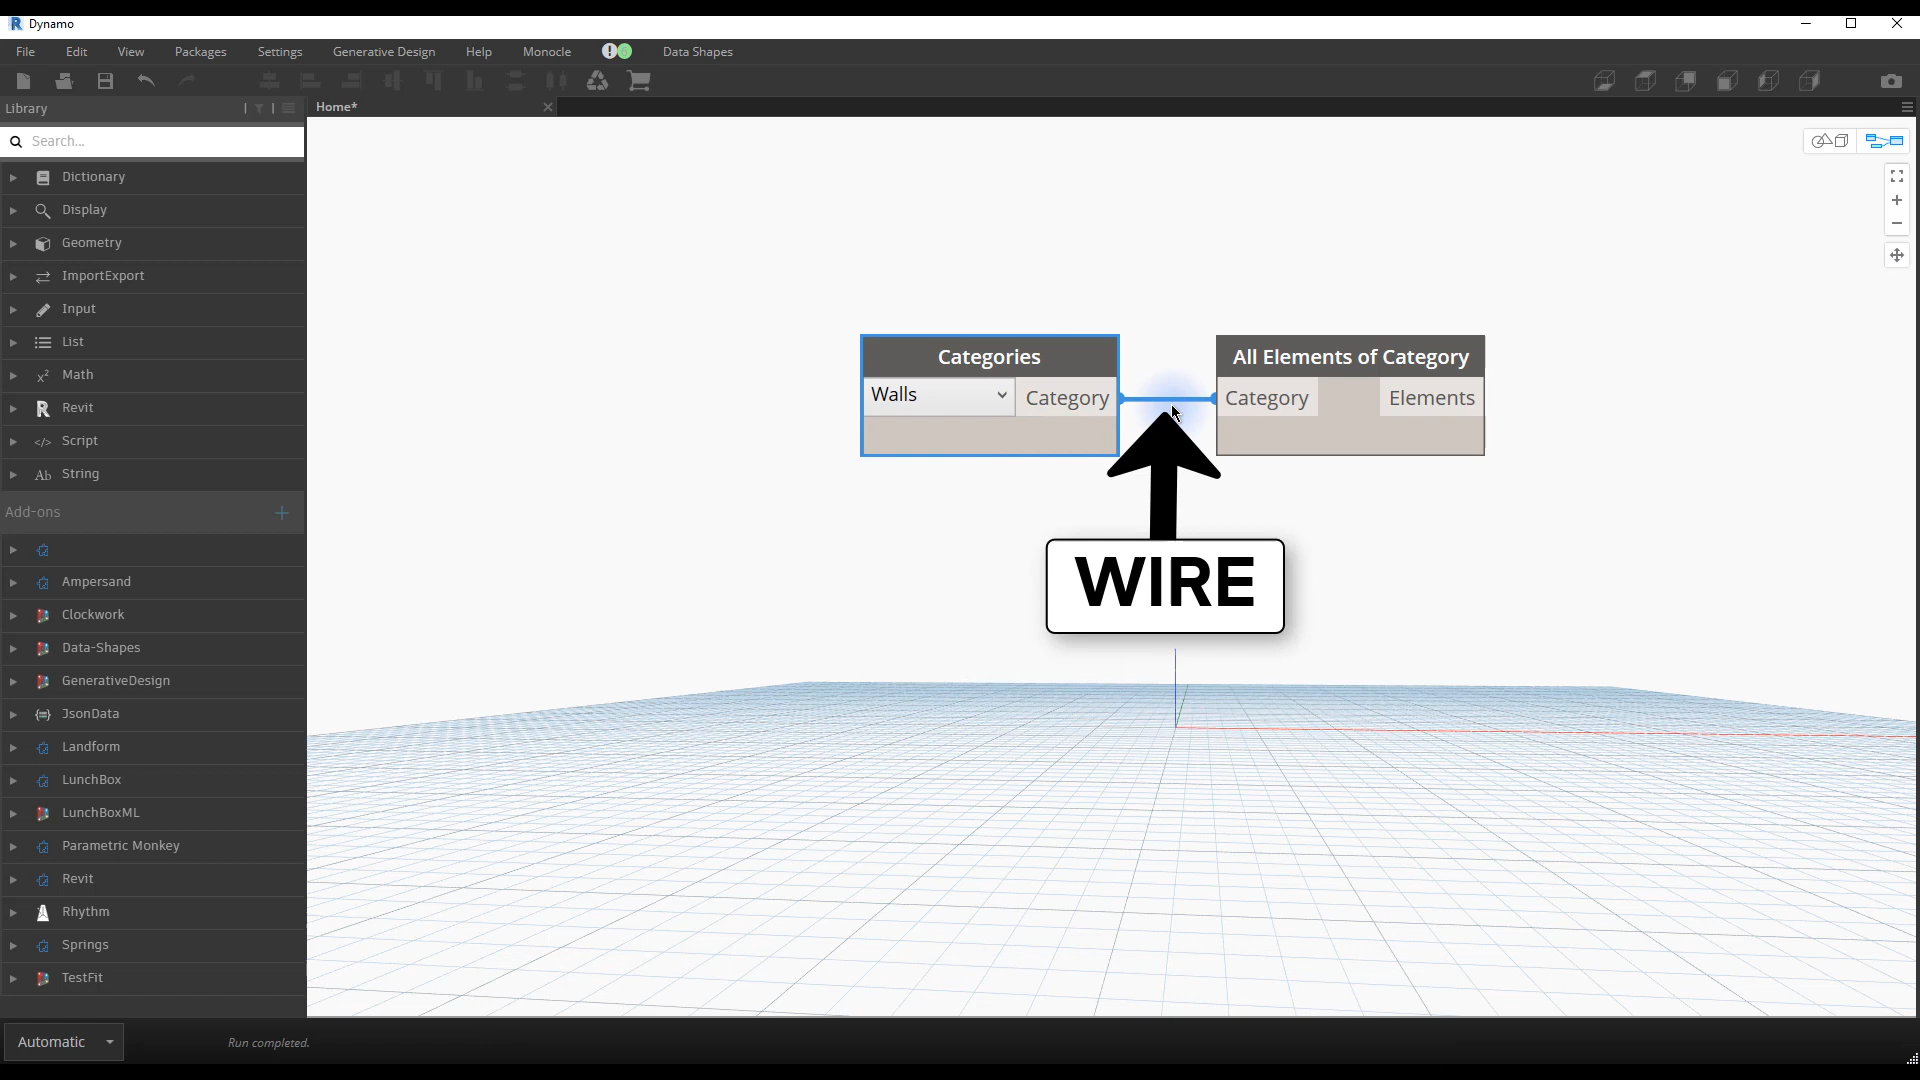 Dynamo
File Edit View Packages Settings Generative Design Help Monocle Data Shapes
Library
Home*
Search...
Dictionary
Display
Geometry
ImportExport
Input
List
Math
Revit
Script
String
Add-ons
Ampersand
Clockwork
Data-Shapes
GenerativeDesign
JsonData
Landform
LunchBox
LunchBoxML
Parametric Monkey
Revit
Rhythm
Springs
TestFit
Categories
Walls Category
All Elements of Category
Category Elements
WIRE
Automatic
Run completed.